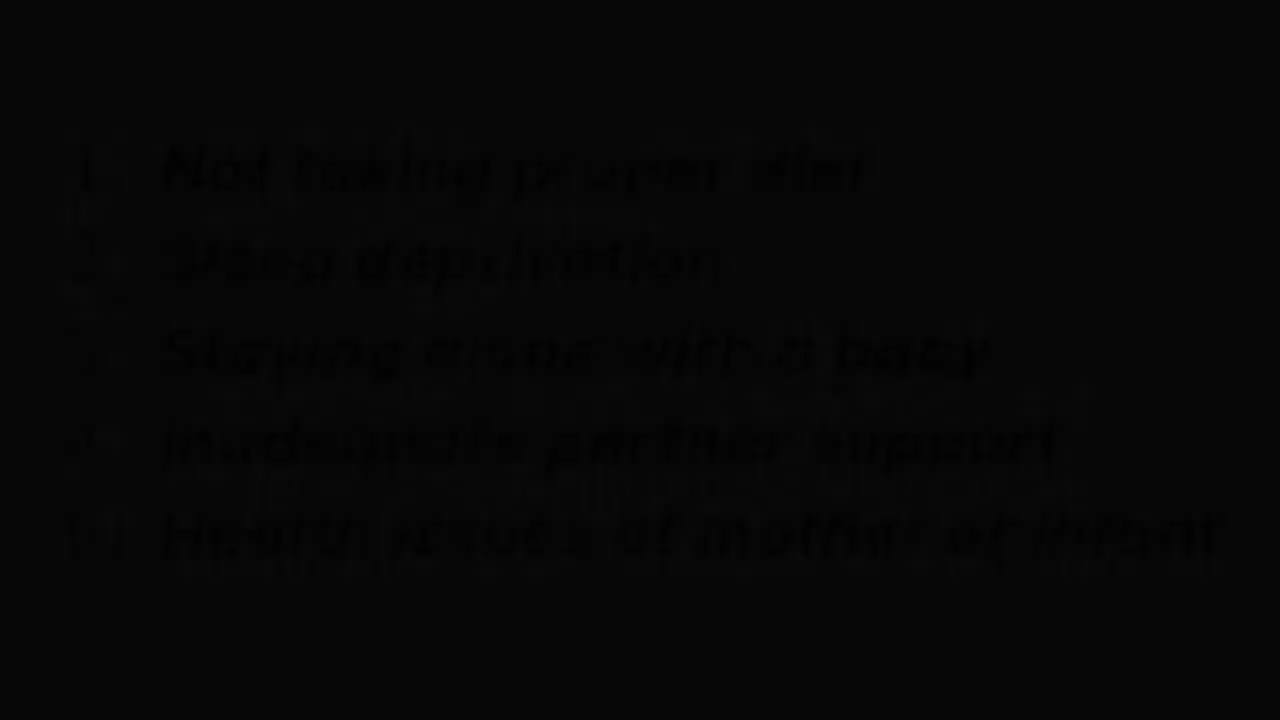 1. Not taking proper diet
2. Sleep deprivation
3. Staying alone with a baby
4. Inadequate partner support
5. Health issues of mother or infant